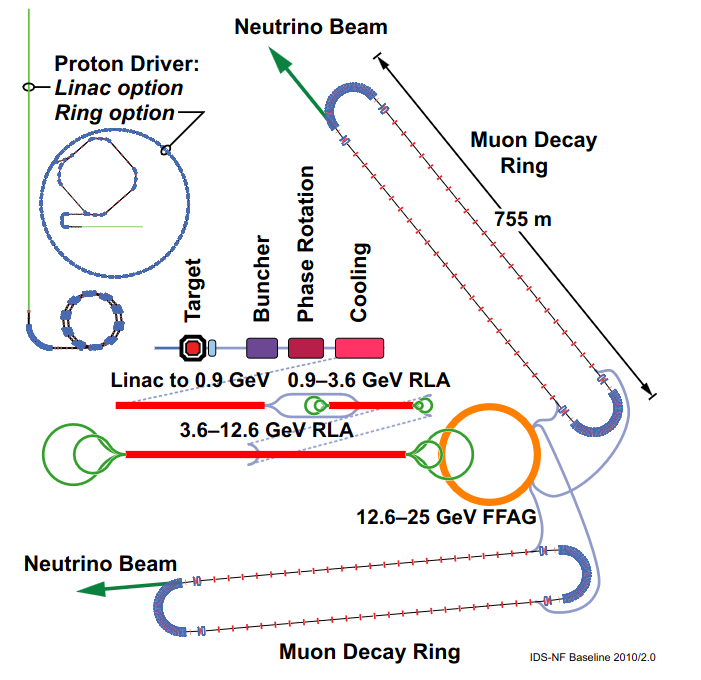 Neutrino Beam
Proton Driver:
Linac option
Ring option
Muon Decay
Ring
755 m
Target
Buncher
Phase Rotation
Cooling
Linac to 0.9 GeV
0.9–3.6 GeV RLA
3.6–12.6 GeV RLA
12.6–25 GeV FFAG
Neutrino Beam
Muon Decay Ring
IDS-NF Baseline 2010/2.0